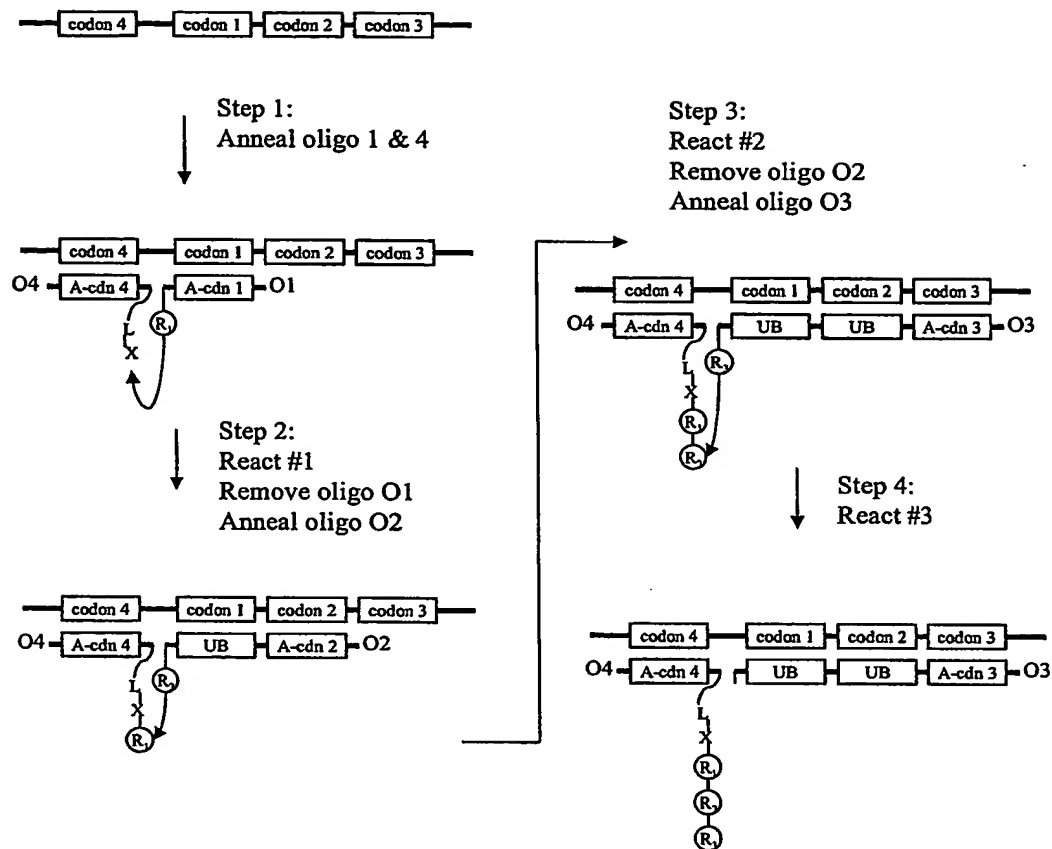 codon 4 codon 1 codon 2 codon 3
Step 1:
Anneal oligo 1 & 4
codon 4 codon 1 codon 2 codon 3
O4 A-cdn 4 A-cdn 1 O1
L R₁
X
Step 2:
React #1
Remove oligo O1
Anneal oligo O2
codon 4 codon 1 codon 2 codon 3
O4 A-cdn 4 UB A-cdn 2 O2
L
X
R₁
Step 3:
React #2
Remove oligo O2
Anneal oligo O3
codon 4 codon 1 codon 2 codon 3
O4 A-cdn 4 UB UB A-cdn 3 O3
L
X
R₁
Step 4:
React #3
codon 4 codon 1 codon 2 codon 3
O4 A-cdn 4 UB UB A-cdn 3 O3
L
X
R₁